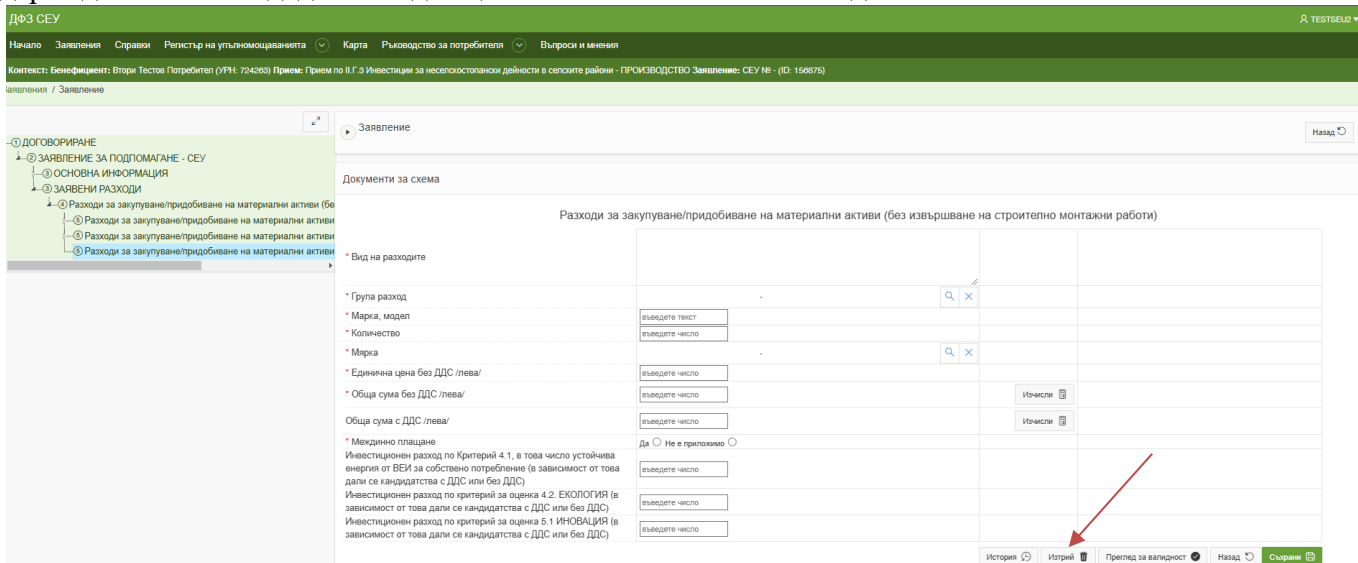 ДФЗ СЕУ
TESTSEU2
Начало Заявления Справки Регистър на упълномощаванията Карта Ръководство за потребителя Въпроси и мнения
Контекст: Бенефициент: Втори Тестов Потребител (УРН: 724263) Прием: Прием по II.Г.3 Инвестиции за неселскостопански дейности в селските райони - ПРОИЗВОДСТВО Заявление: СЕУ № - (ID: 156875)
Заявления / Заявление
① ДОГОВОРИРАНЕ
② ЗАЯВЛЕНИЕ ЗА ПОДПОМАГАНЕ - СЕУ
③ ОСНОВНА ИНФОРМАЦИЯ
③ ЗАЯВЕНИ РАЗХОДИ
④ Разходи за закупуване/придобиване на материални активи (бе
⑤ Разходи за закупуване/придобиване на материални активи
⑤ Разходи за закупуване/придобиване на материални активи
⑤ Разходи за закупуване/придобиване на материални активи
Заявление
Назад
Документи за схема
Разходи за закупуване/придобиване на материални активи (без извършване на строително монтажни работи)
* Вид на разходите
* Група разход -
* Марка, модел въведете текст
* Количество въведете число
* Мярка -
* Единична цена без ДДС /лева/ въведете число
* Обща сума без ДДС /лева/ въведете число Изчисли
Обща сума с ДДС /лева/ въведете число Изчисли
* Междинно плащане Да Не е приложимо
Инвестиционен разход по Критерий 4.1, в това число устойчива
енергия от ВЕИ за собствено потребление (в зависимост от това
дали се кандидатства с ДДС или без ДДС) въведете число
Инвестиционен разход по критерий за оценка 4.2. ЕКОЛОГИЯ (в
зависимост от това дали се кандидатства с ДДС или без ДДС) въведете число
Инвестиционен разход по критерий за оценка 5.1 ИНОВАЦИЯ (в
зависимост от това дали се кандидатства с ДДС или без ДДС) въведете число
История Изтрий Преглед за валидност Назад Съхрани